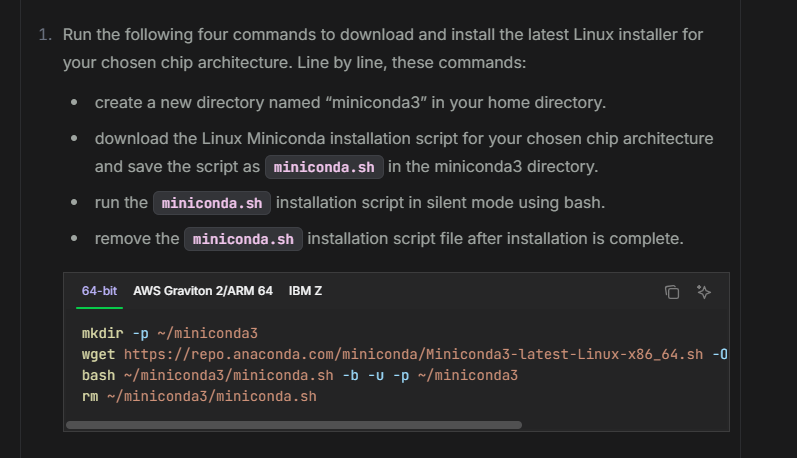 1. Run the following four commands to download and install the latest Linux installer for
your chosen chip architecture. Line by line, these commands:
• create a new directory named “miniconda3” in your home directory.
• download the Linux Miniconda installation script for your chosen chip architecture
and save the script as miniconda.sh in the miniconda3 directory.
• run the miniconda.sh installation script in silent mode using bash.
• remove the miniconda.sh installation script file after installation is complete.
64-bit AWS Graviton 2/ARM 64 IBM Z
mkdir -p ~/miniconda3
wget https://repo.anaconda.com/miniconda/Miniconda3-latest-Linux-x86_64.sh -O
bash ~/miniconda3/miniconda.sh -b -u -p ~/miniconda3
rm ~/miniconda3/miniconda.sh